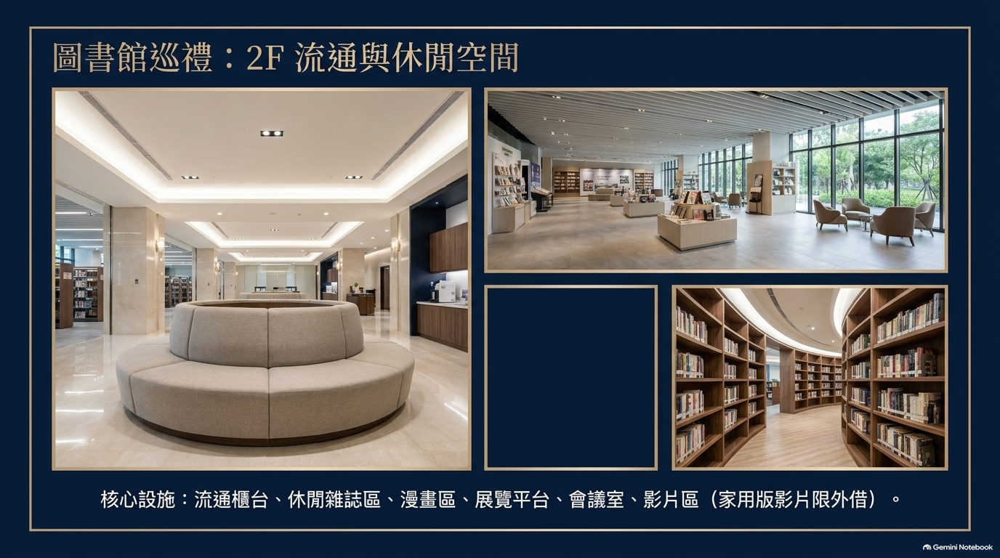 圖書館巡禮：2F 流通與休閒空間
核心設施：流通櫃台、休閒雜誌區、漫畫區、展覽平台、會議室、影片區（家用版影片限外借）。
Gemini Notebook